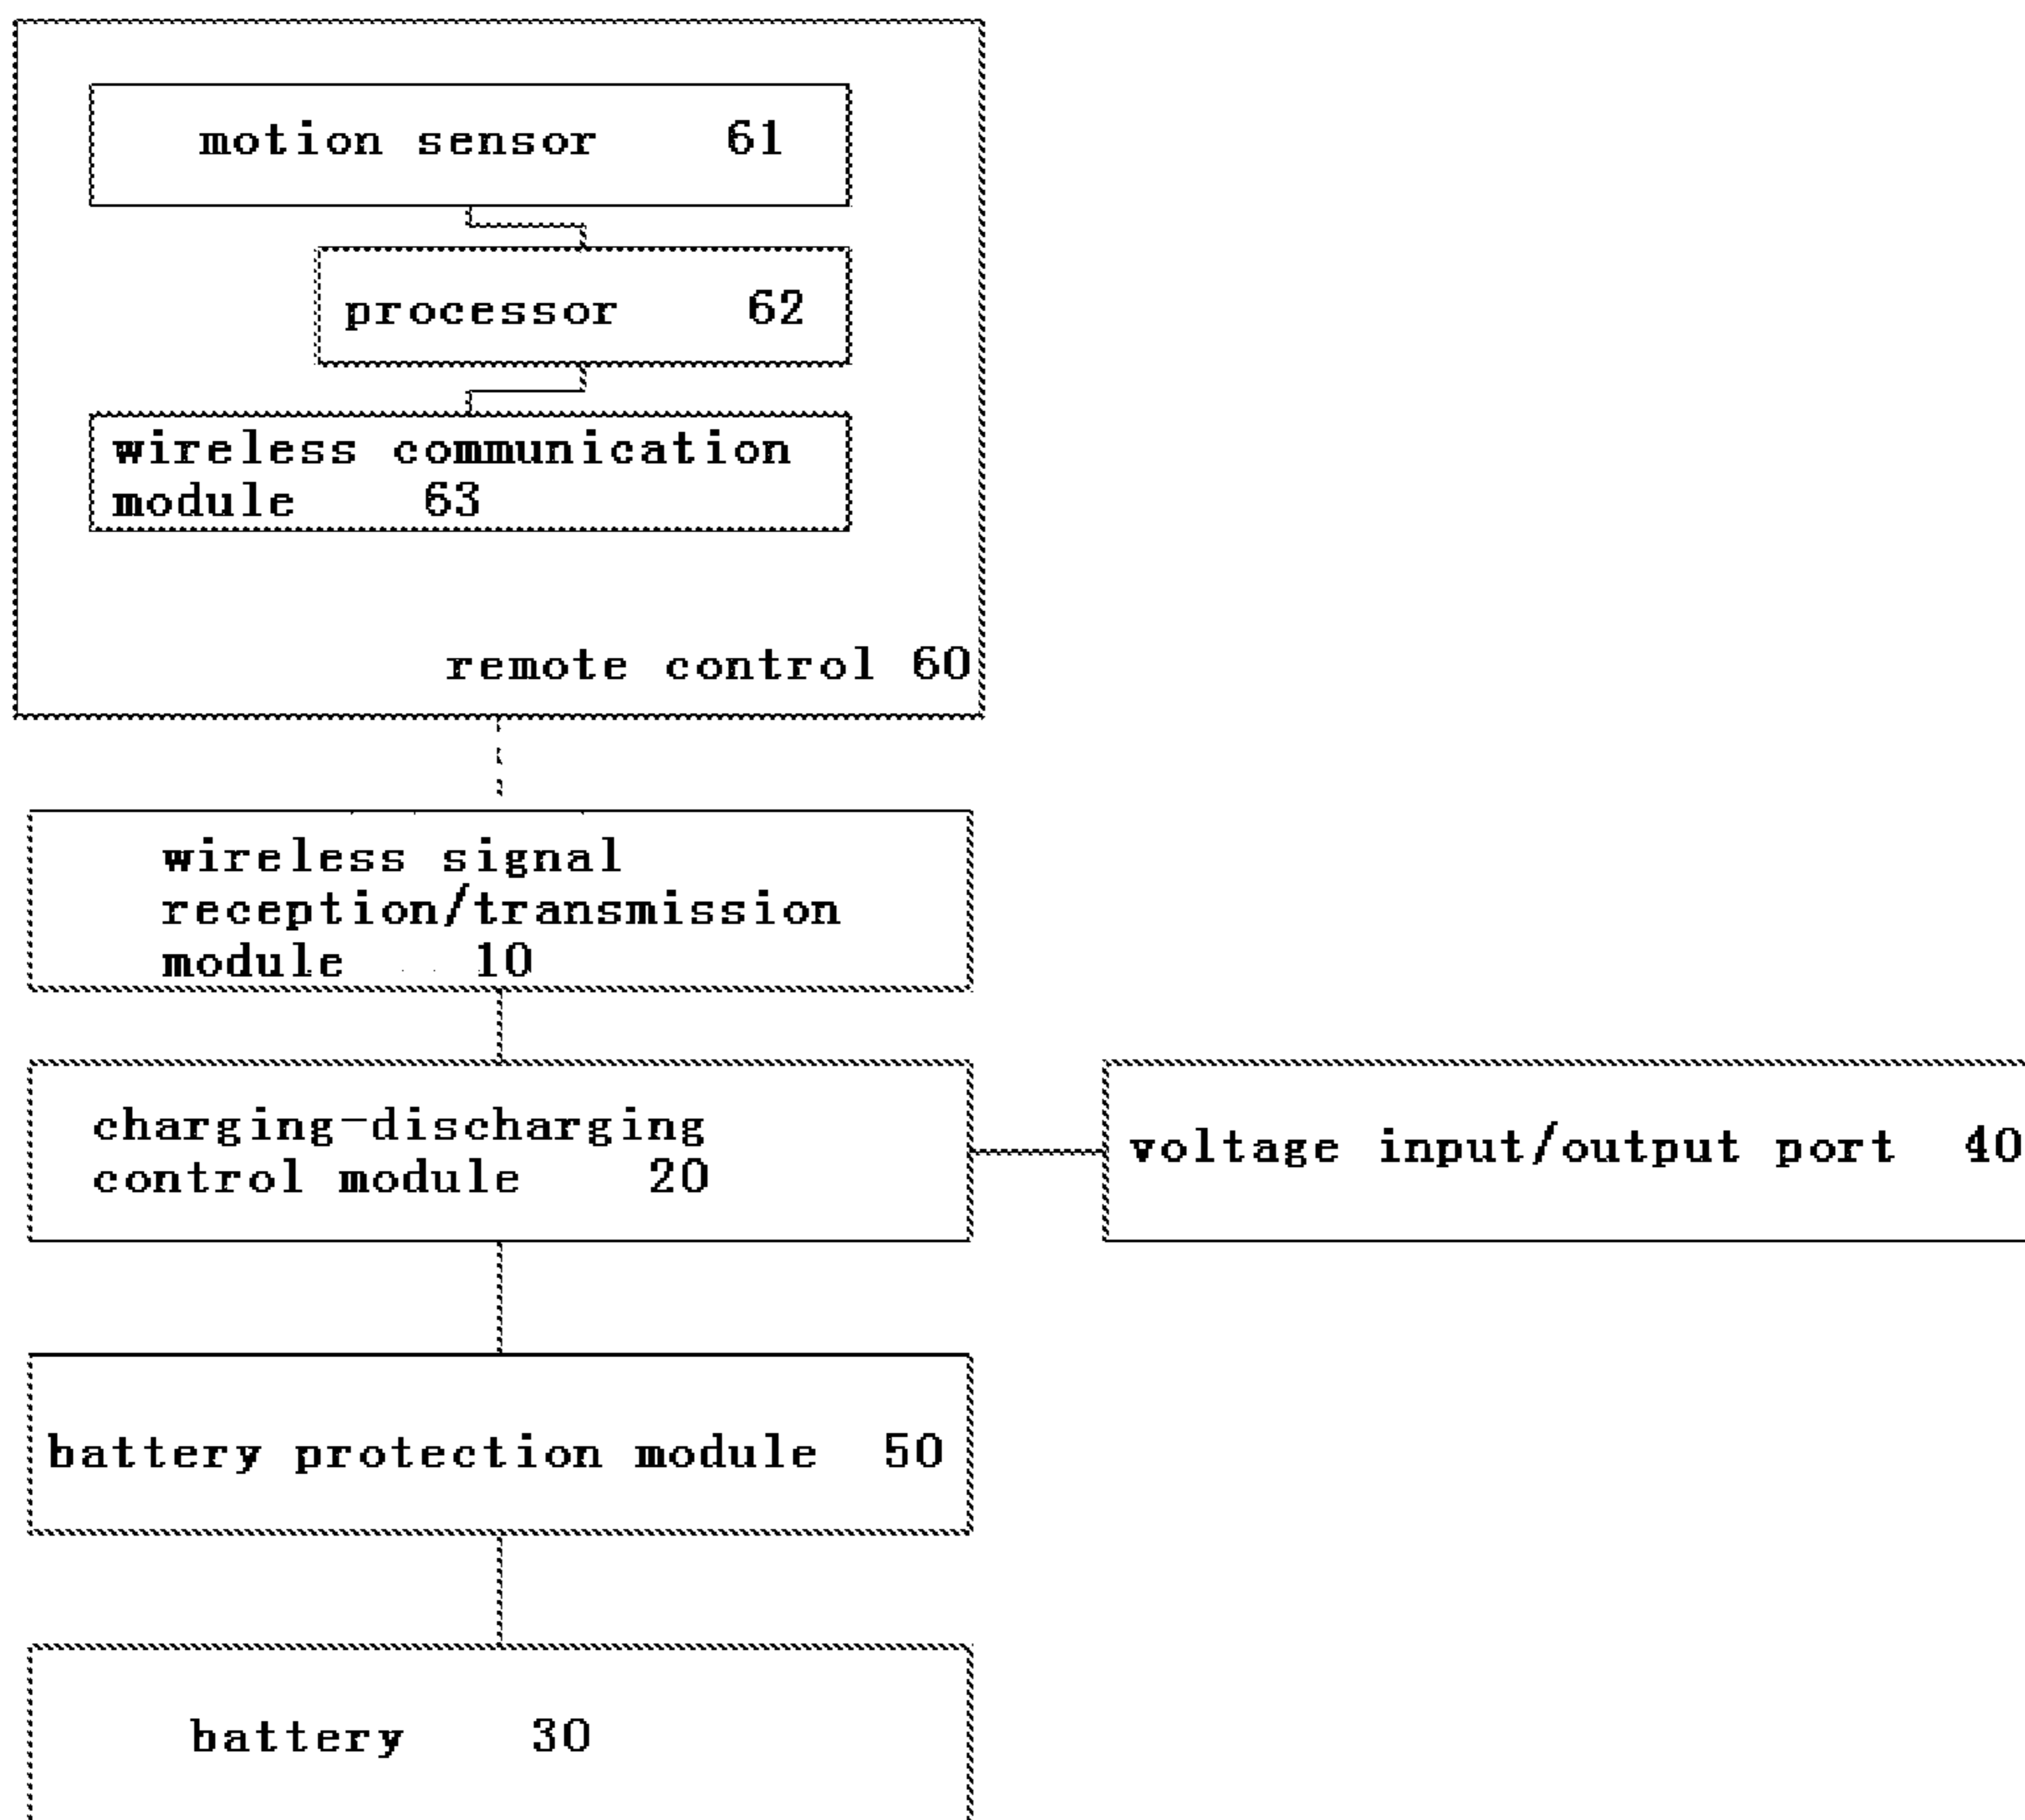 motion sensor 61
processor 62
wireless communication
module 63
remote control 60
wireless signal
reception/transmission
module 10
charging-discharging
control module 20
voltage input/output port 40
battery protection module 50
battery 30